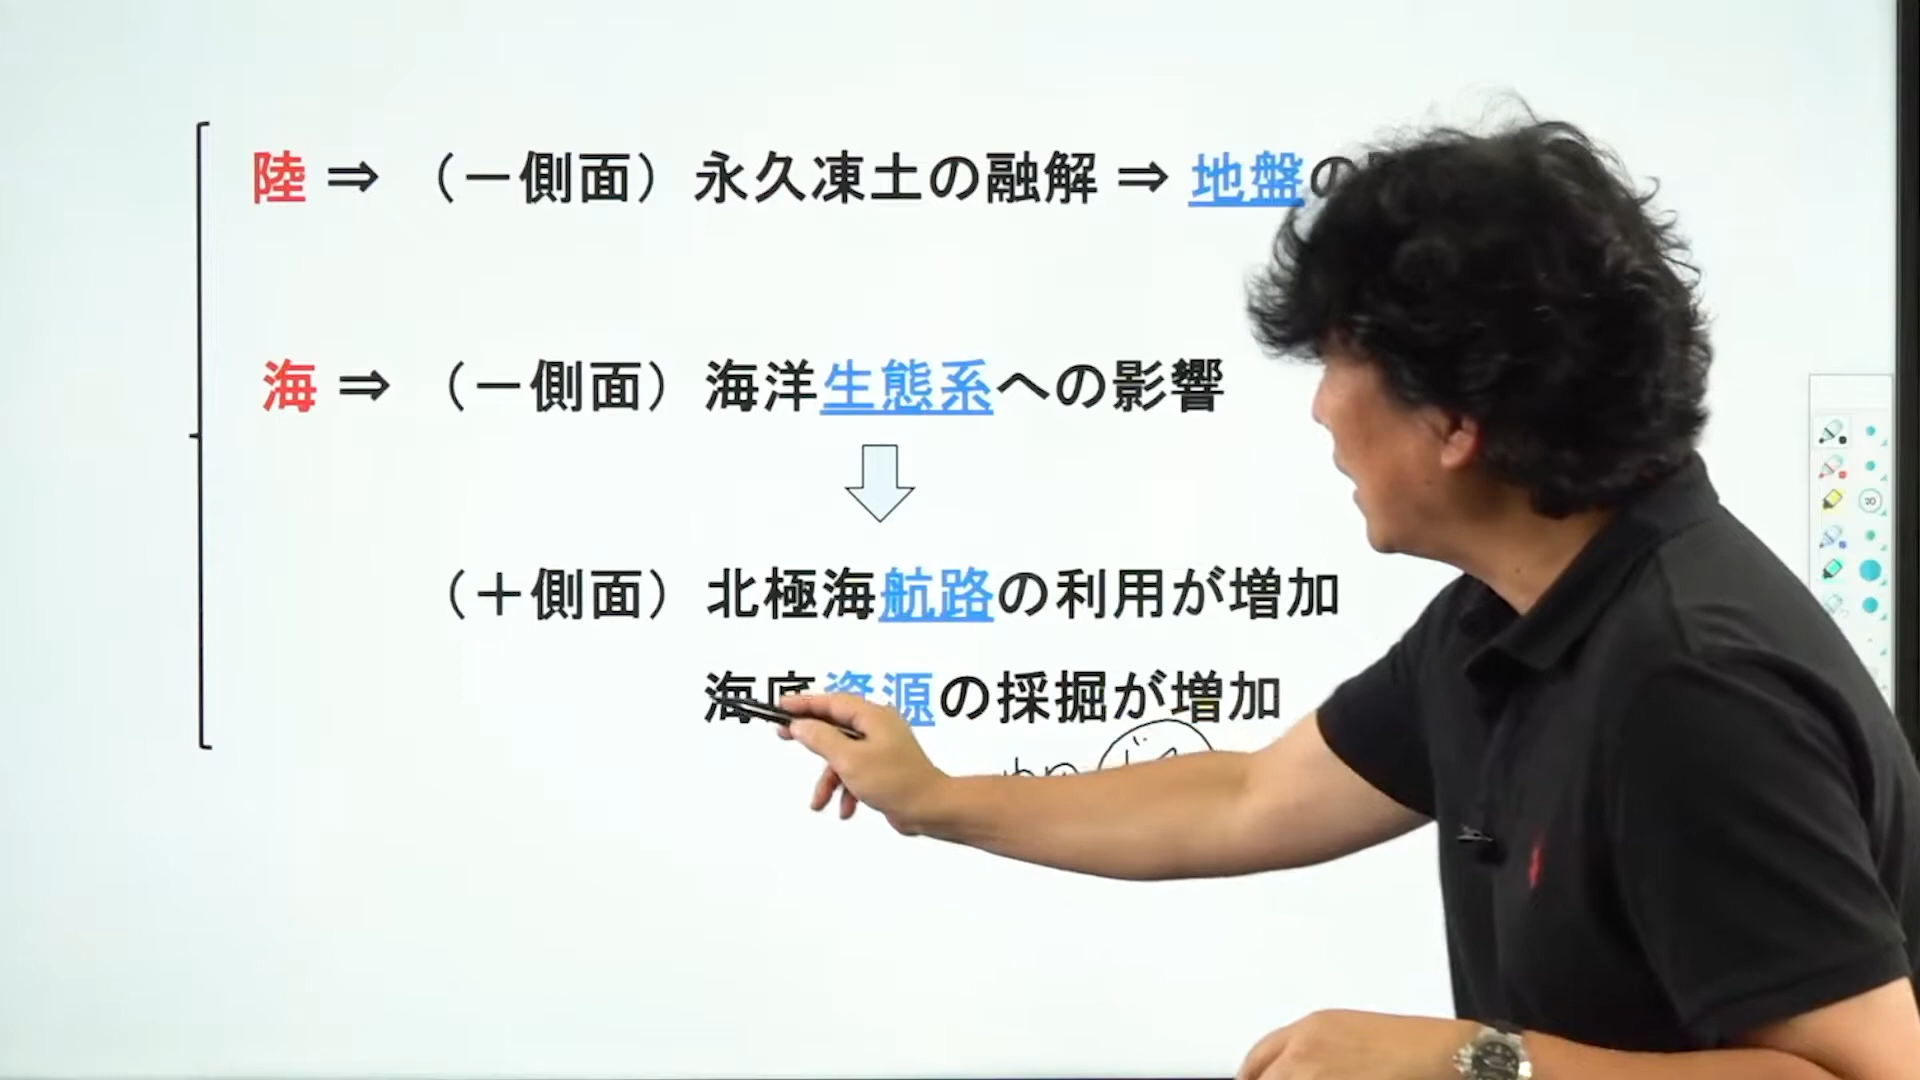 陸 ⇒ （－側面）永久凍土の融解 ⇒ 地盤の
海 ⇒ （－側面）海洋生態系への影響
（＋側面）北極海航路の利用が増加
海底資源の採掘が増加
20